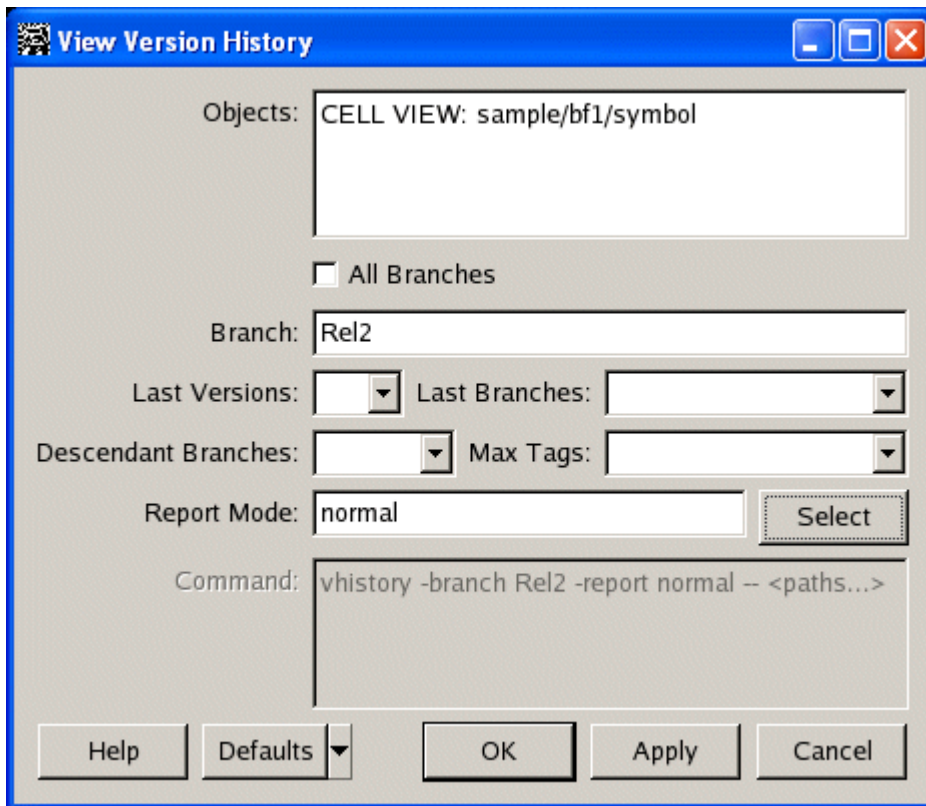 View Version History
Objects: CELL VIEW: sample/bf1/symbol
All Branches
Branch: Rel2
Last Versions: Last Branches:
Descendant Branches: Max Tags:
Report Mode: normal Select
Command: vhistory -branch Rel2 -report normal -- <paths...>
Help Defaults OK Apply Cancel